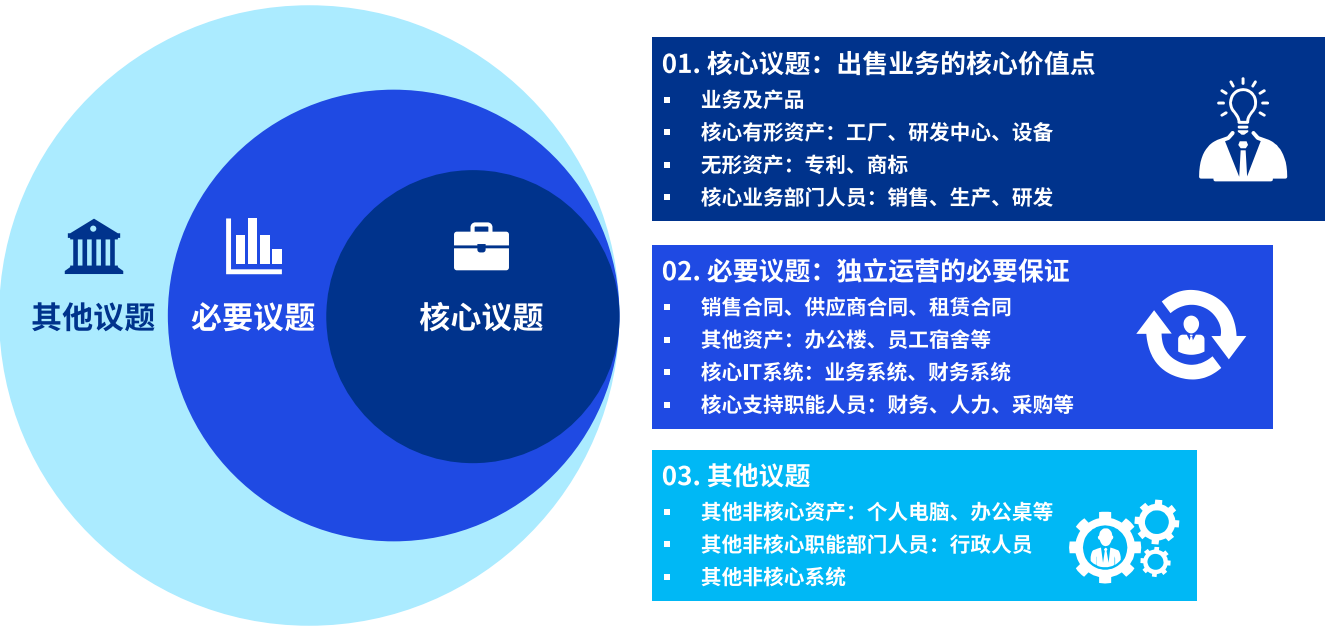 其他议题
必要议题
核心议题
01. 核心议题：出售业务的核心价值点
▪ 业务及产品
▪ 核心有形资产：工厂、研发中心、设备
▪ 无形资产：专利、商标
▪ 核心业务部门人员：销售、生产、研发
02. 必要议题：独立运营的必要保证
▪ 销售合同、供应商合同、租赁合同
▪ 其他资产：办公楼、员工宿舍等
▪ 核心IT系统：业务系统、财务系统
▪ 核心支持职能人员：财务、人力、采购等
03. 其他议题
▪ 其他非核心资产：个人电脑、办公桌等
▪ 其他非核心职能部门人员：行政人员
▪ 其他非核心系统